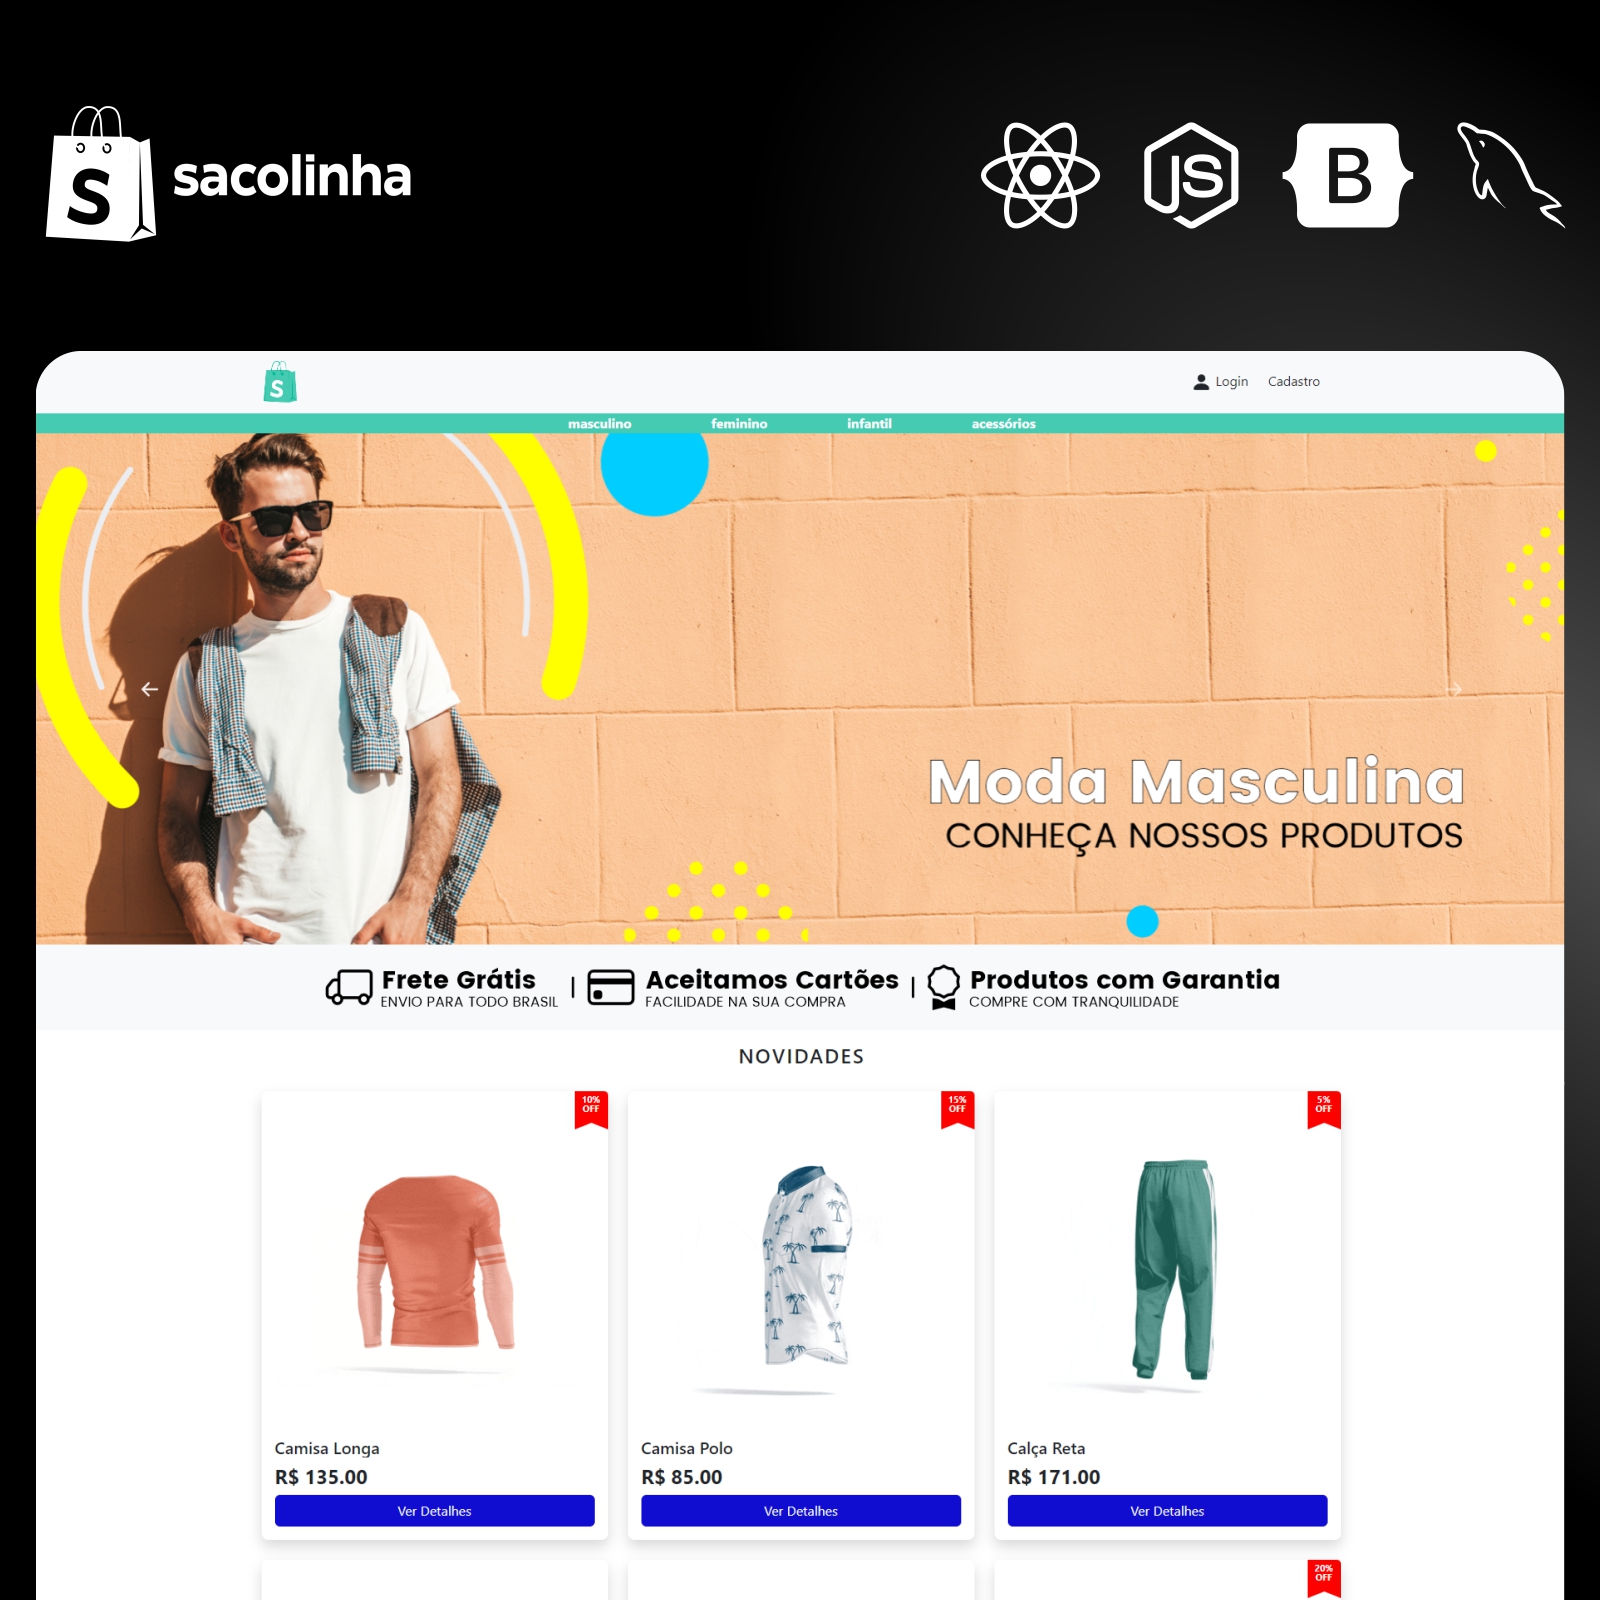 S
sacolinha
JS
B
S
Login
Cadastro
masculino
feminino
infantil
acessórios
Moda Masculina
CONHEÇA NOSSOS PRODUTOS
Frete Grátis
ENVIO PARA TODO BRASIL
Aceitamos Cartões
FACILIDADE NA SUA COMPRA
Produtos com Garantia
COMPRE COM TRANQUILIDADE
NOVIDADES
10%
OFF
15%
OFF
5%
OFF
Camisa Longa
R$ 135.00
Ver Detalhes
Camisa Polo
R$ 85.00
Ver Detalhes
Calça Reta
R$ 171.00
Ver Detalhes
20%
OFF